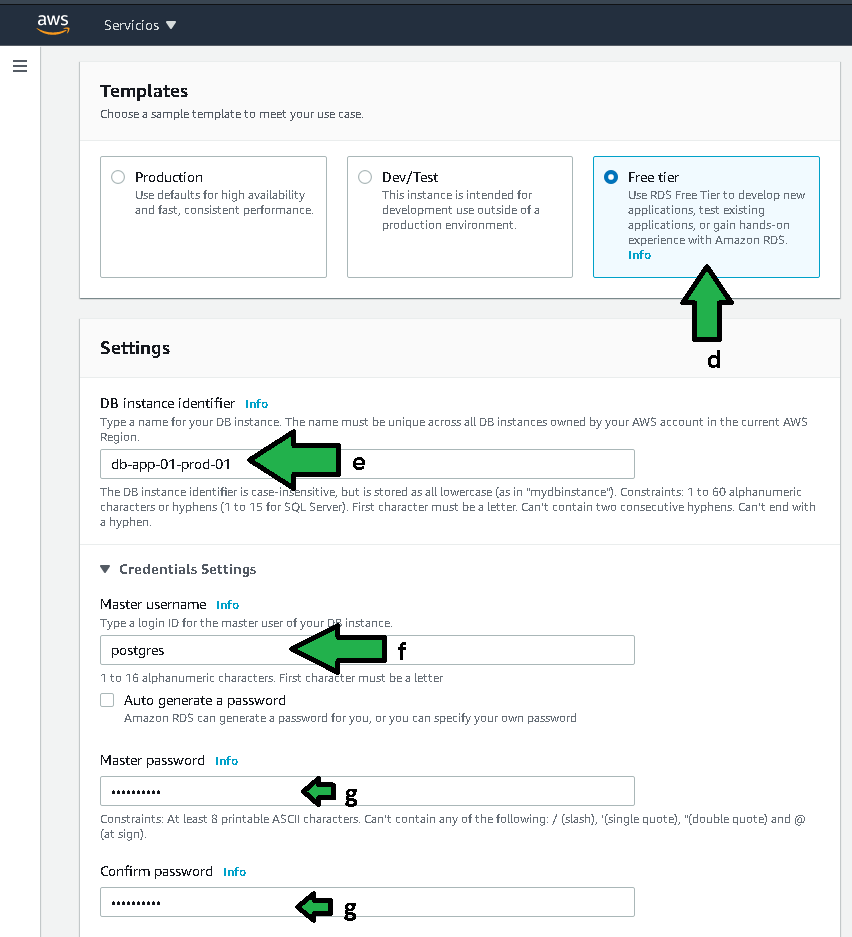 aws Servicios ▼
Templates
Choose a sample template to meet your use case.
Production
Use defaults for high availability
and fast, consistent performance.
Dev/Test
This instance is intended for
development use outside of a
production environment.
Free tier
Use RDS Free Tier to develop new
applications, test existing
applications, or gain hands-on
experience with Amazon RDS.
Info
d
Settings
DB instance identifier Info
Type a name for your DB instance. The name must be unique across all DB instances owned by your AWS account in the current AWS
Region.
db-app-01-prod-01 e
The DB instance identifier is case-insensitive, but is stored as all lowercase (as in "mydbinstance"). Constraints: 1 to 60 alphanumeric
characters or hyphens (1 to 15 for SQL Server). First character must be a letter. Can't contain two consecutive hyphens. Can't end with
a hyphen.
▼ Credentials Settings
Master username Info
Type a login ID for the master user of your DB instance.
postgres f
1 to 16 alphanumeric characters. First character must be a letter
Auto generate a password
Amazon RDS can generate a password for you, or you can specify your own password
Master password Info
•••••••••• g
Constraints: At least 8 printable ASCII characters. Can't contain any of the following: / (slash), '(single quote), "(double quote) and @
(at sign).
Confirm password Info
•••••••••• g